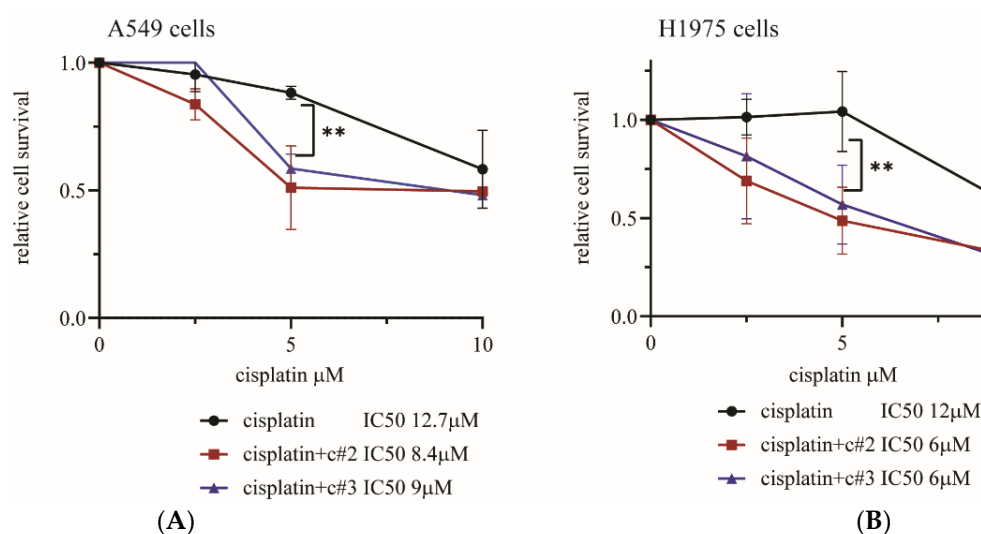 A549 cells
relative cell survival
1.0
0.5
0.0
**
0
5
10
cisplatin μM
cisplatin IC50 12.7μM
cisplatin+c#2 IC50 8.4μM
cisplatin+c#3 IC50 9μM
(A)
H1975 cells
relative cell survival
1.0
0.5
0.0
**
0
5
cisplatin μM
cisplatin IC50 12μM
cisplatin+c#2 IC50 6μM
cisplatin+c#3 IC50 6μM
(B)